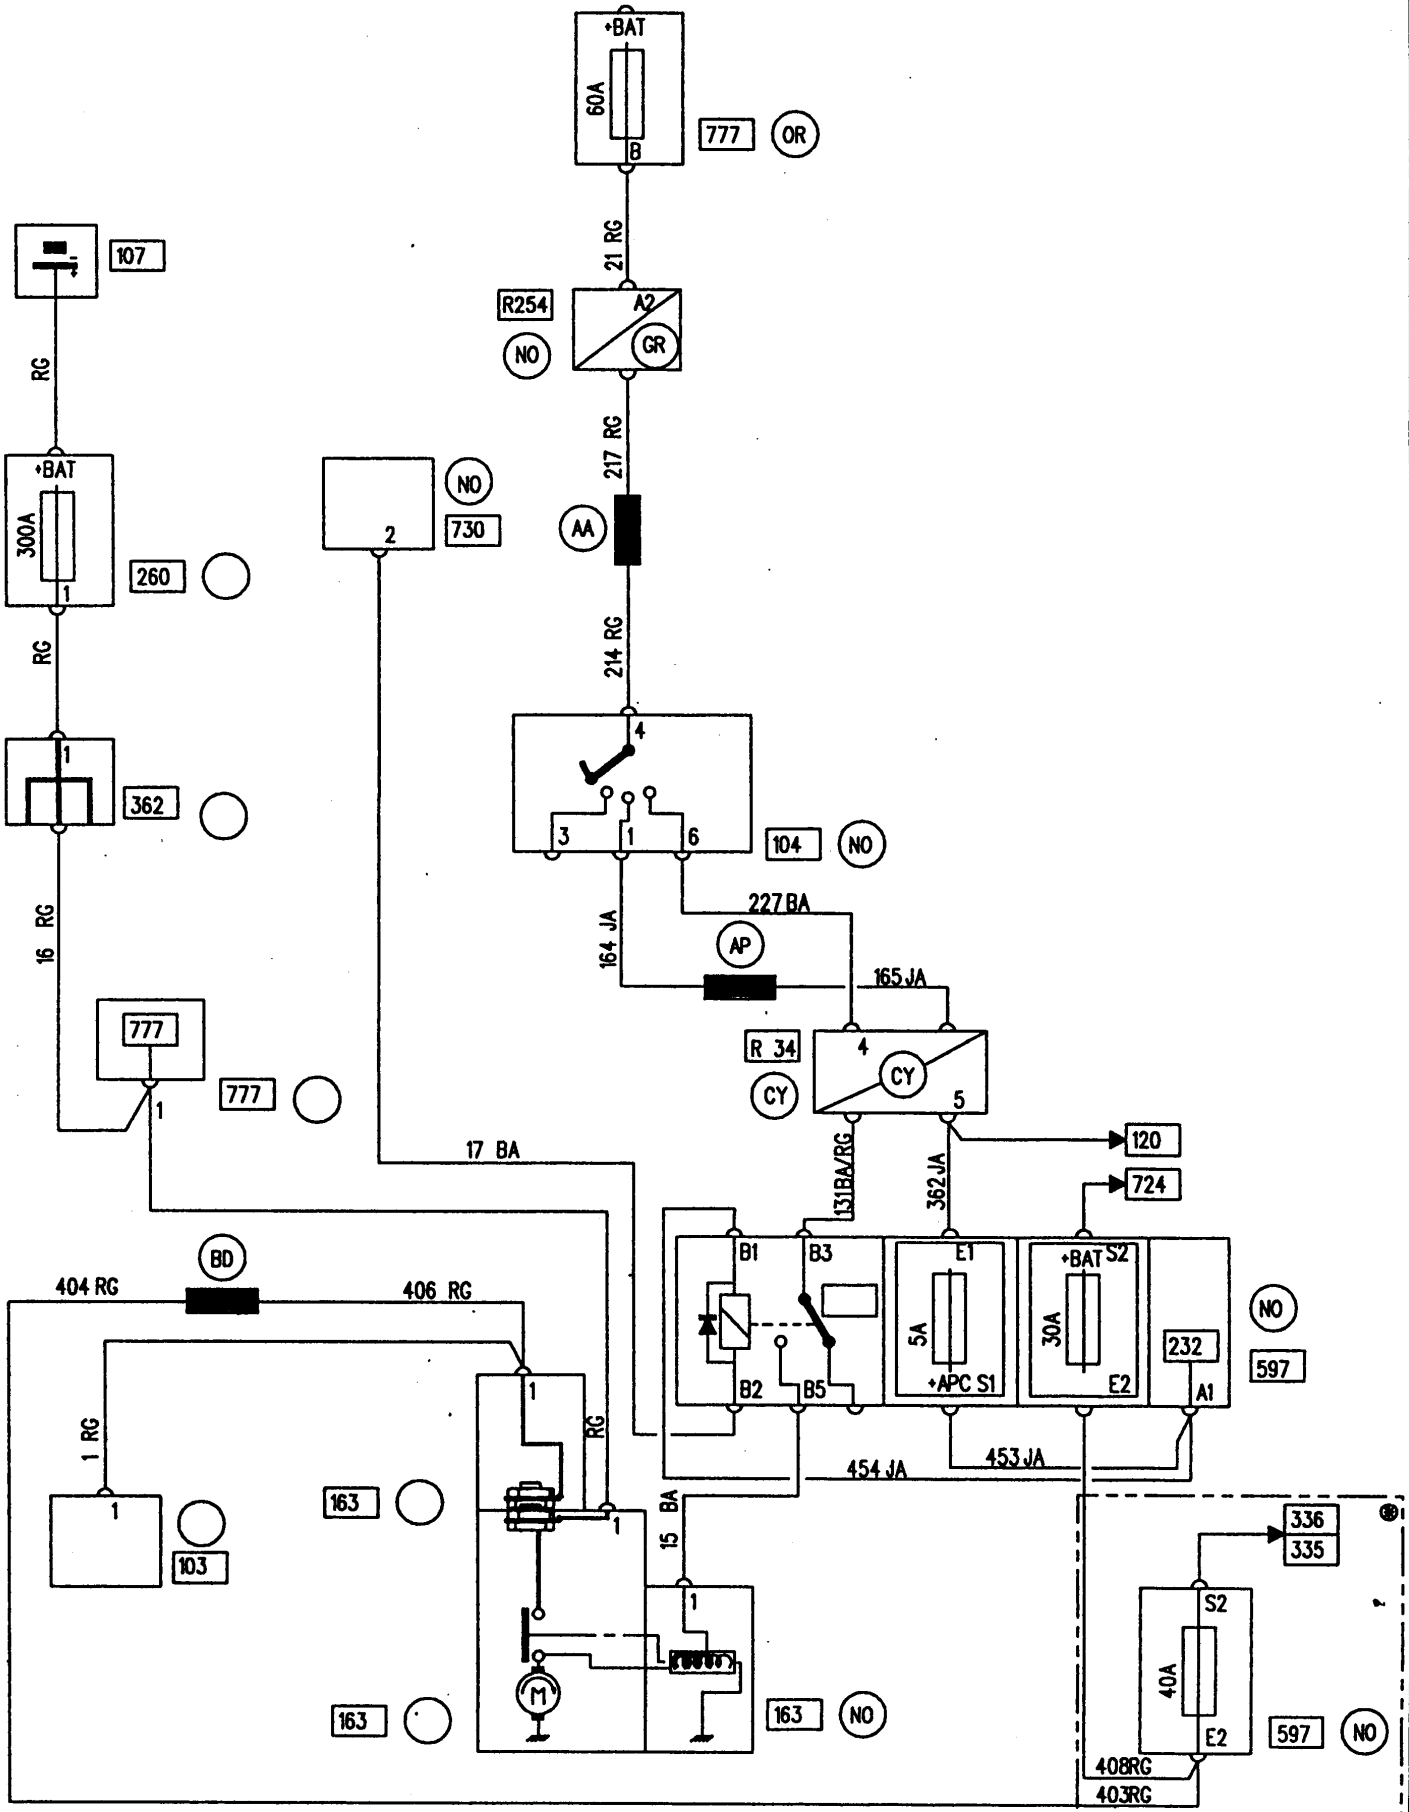 +BAT
60A
B
777 OR
21 RG
107
- +
R254 A2
NO GR
RG
217 RG
+BAT
300A
1
260
NO
730
2
AA
RG
214 RG
1
362
4
3 1 6
104 NO
16 RG
227 BA
164 JA
AP
165 JA
777
777
1
R 34
4
CY
CY
5
120
17 BA
131BA/RG
362 JA
724
BD
404 RG
406 RG
B1 B3
E1
+BAT S2
5A
30A
232
NO
597
B2 B5
+APC S1
E2
A1
1
1 RG
RG
454 JA
453 JA
163
1
103
1
15 BA
336
335
1
S2
40A
M
163
163 NO
E2
597 NO
408RG
403RG